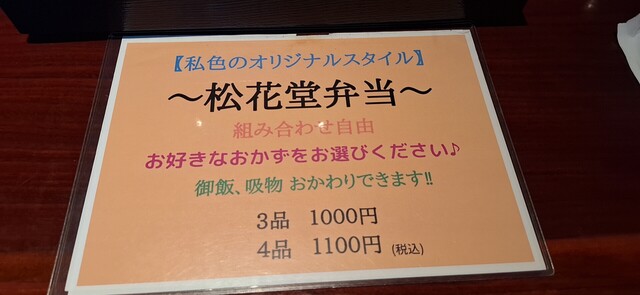 【私色のオリジナルスタイル】
～松花堂弁当～
組み合わせ自由
お好きなおかずをお選びください♪
御飯、吸物 おかわりできます!!
3品 1000円
4品 1100円 (税込)